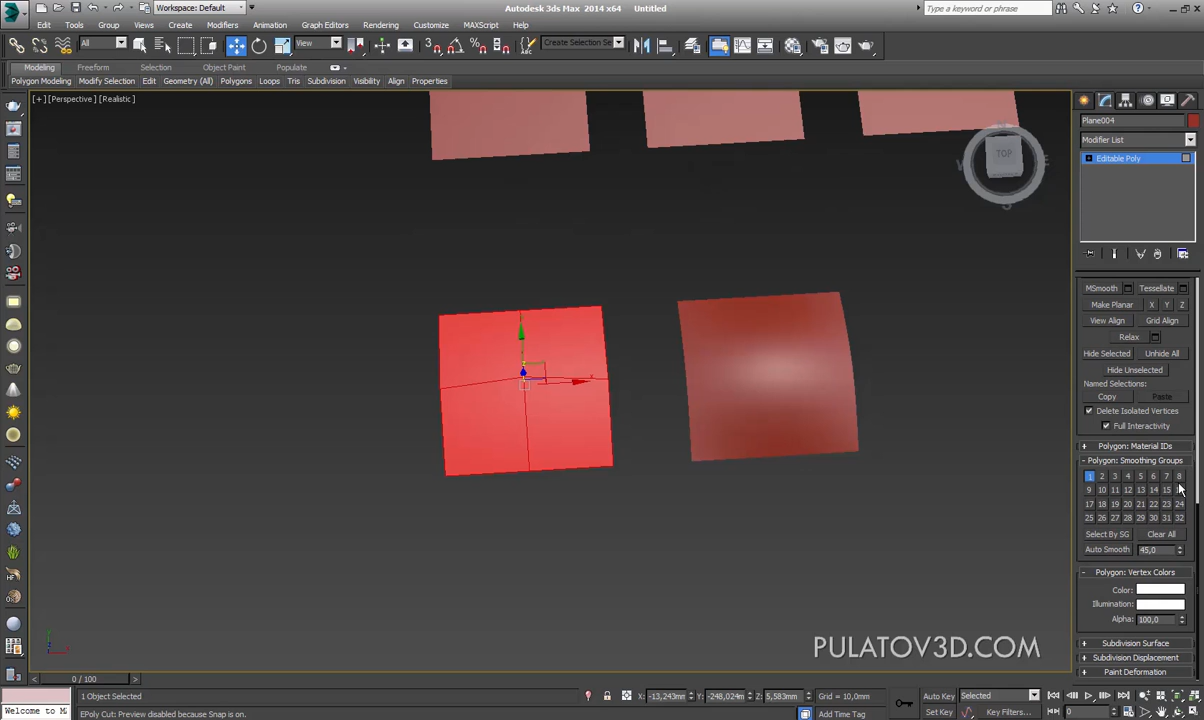 Workspace: Default
Autodesk 3ds Max 2014 x64 Untitled
Type a keyword or phrase
Edit Tools Group Views Create Modifiers Animation Graph Editors Rendering Customize MAXScript Help
All View Create Selection Se
Modeling Freeform Selection Object Paint Populate
Polygon Modeling Modify Selection Edit Geometry (All) Polygons Loops Tris Subdivision Visibility Align Properties
[+] [Perspective] [Realistic]
TOP
Plane004
Modifier List
Editable Poly
MSmooth Tessellate
Make Planar X Y Z
View Align Grid Align
Relax
Hide Selected Unhide All
Hide Unselected
Named Selections:
Copy Paste
Delete Isolated Vertices
Full Interactivity
+ Polygon: Material IDs
- Polygon: Smoothing Groups
1 2 3 4 5 6 7 8
9 10 11 12 13 14 15
17 18 19 20 21 22 23 24
25 26 27 28 29 30 31 32
Select By SG Clear All
Auto Smooth 45,0
- Polygon: Vertex Colors
Color:
Illumination:
Alpha: 100,0
+ Subdivision Surface
+ Subdivision Displacement
+ Paint Deformation
PULATOV3D.COM
0 / 100
1 Object Selected X: -13,243mm Y: -248,024m Z: 5,583mm Grid = 10,0mm Auto Key Selected
Welcome to M EPoly Cut: Preview disabled because Snap is on. Add Time Tag Set Key Key Filters... 0